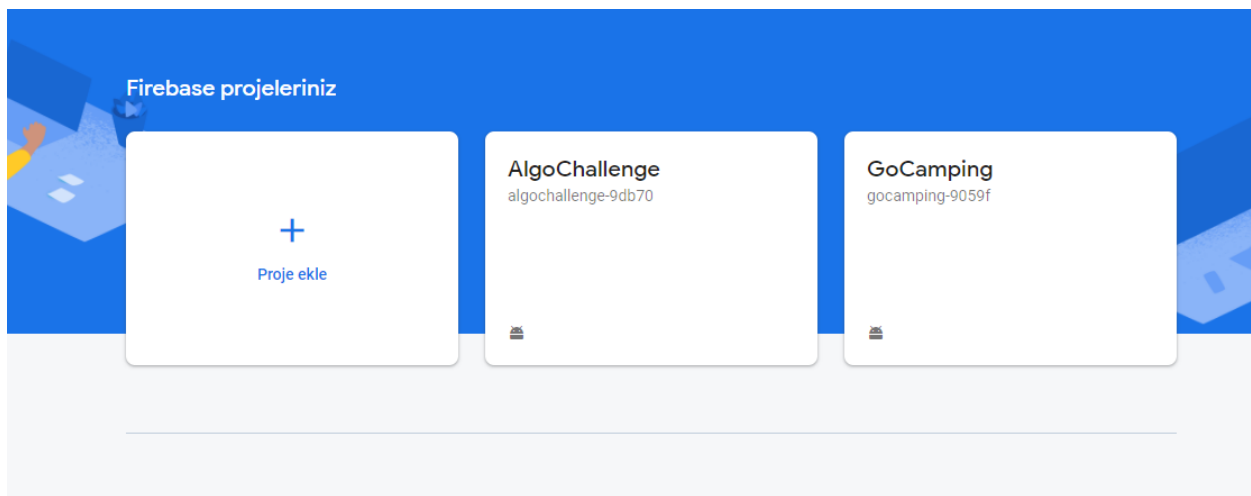 Firebase projeleriniz
Proje ekle
AlgoChallenge
algochallenge-9db70
GoCamping
gocamping-9059f